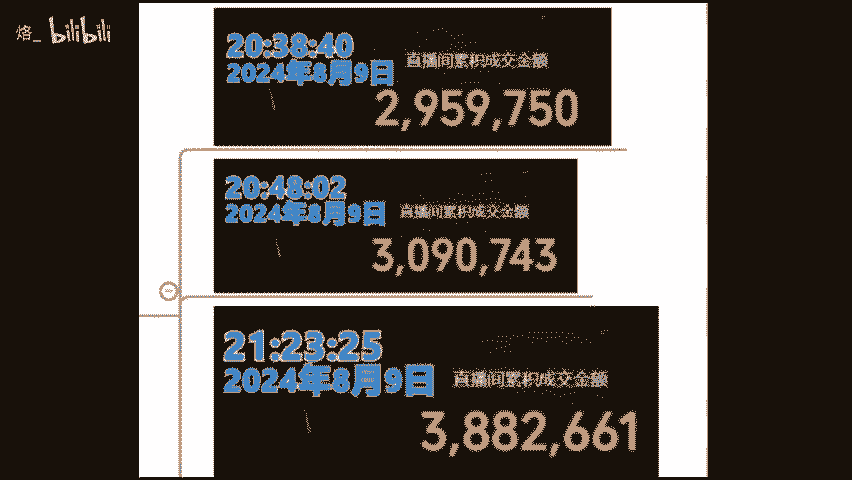 烙_ bilibili
20:38:40
2024年8月9日
直播间累积成交金额
2,959,750
20:48:02
2024年8月9日
直播间累积成交金额
3,090,743
21:23:25
2024年8月9日
直播间累积成交金额
3,882,661